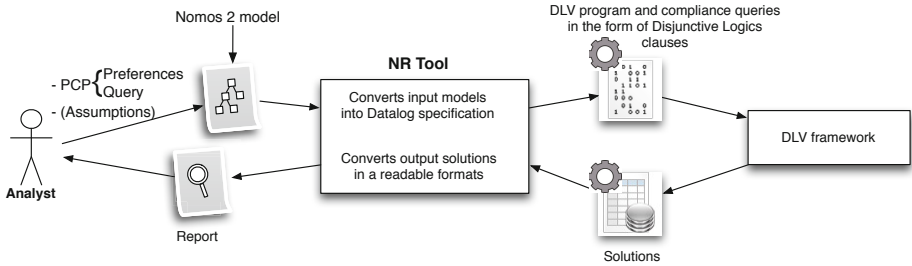 Nomos 2 model
- PCP { Preferences
Query
- (Assumptions)
Analyst
Report
NR Tool
Converts input models
into Datalog specification
Converts output solutions
in a readable formats
DLV program and compliance queries
in the form of Disjunctive Logics
clauses
DLV framework
Solutions